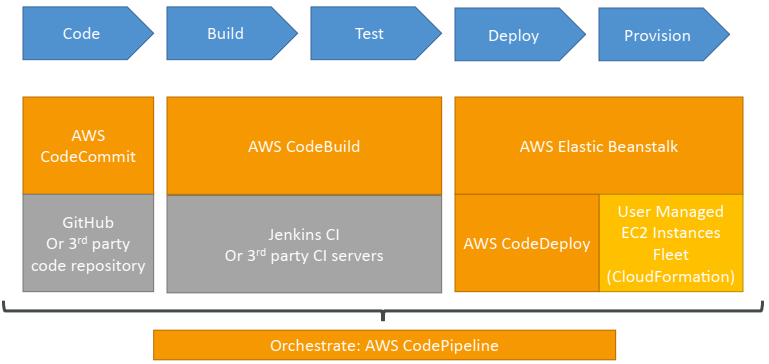 Code
Build
Test
Deploy
Provision
AWS
CodeCommit
AWS CodeBuild
AWS Elastic Beanstalk
GitHub
Or 3rd party
code repository
Jenkins CI
Or 3rd party CI servers
AWS CodeDeploy
User Managed
EC2 Instances
Fleet
(CloudFormation)
Orchestrate: AWS CodePipeline